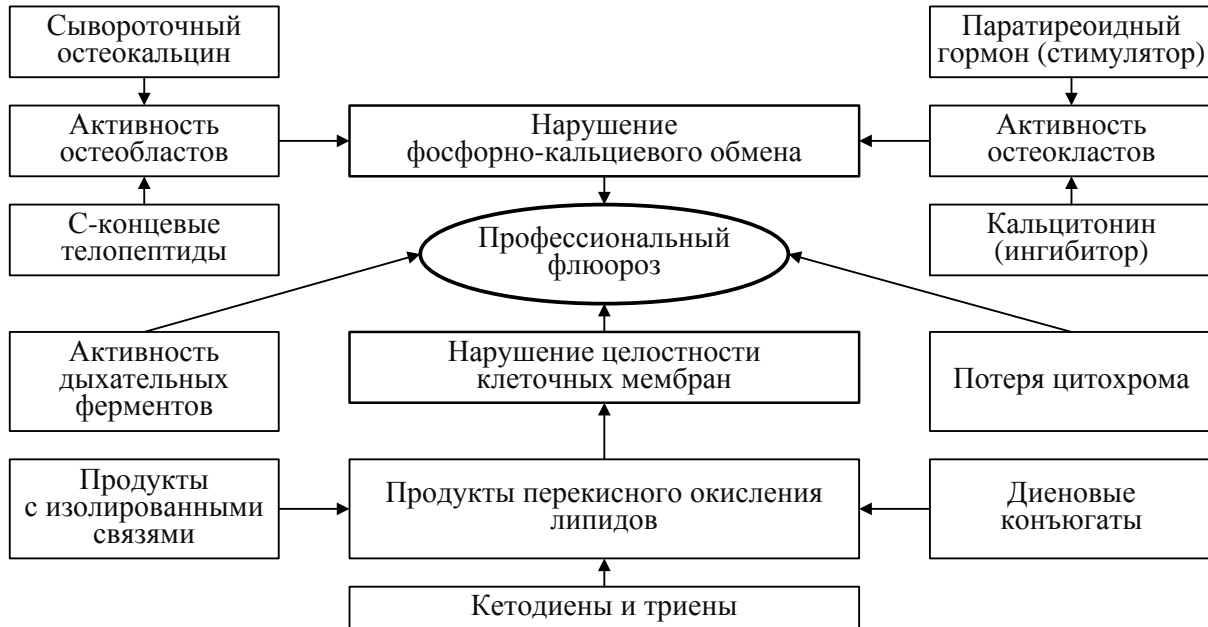 Сывороточный
остеокальцин
Паратиреоидный
гормон (стимулятор)
Активность
остеобластов
Нарушение
фосфорно-кальциевого обмена
Активность
остеокластов
С-концевые
телопептиды
Профессиональный
флюороз
Кальцитонин
(ингибитор)
Активность
дыхательных
ферментов
Нарушение целостности
клеточных мембран
Потеря цитохрома
Продукты
с изолированными
связями
Продукты перекисного окисления
липидов
Диеновые
конъюгаты
Кетодиены и триены